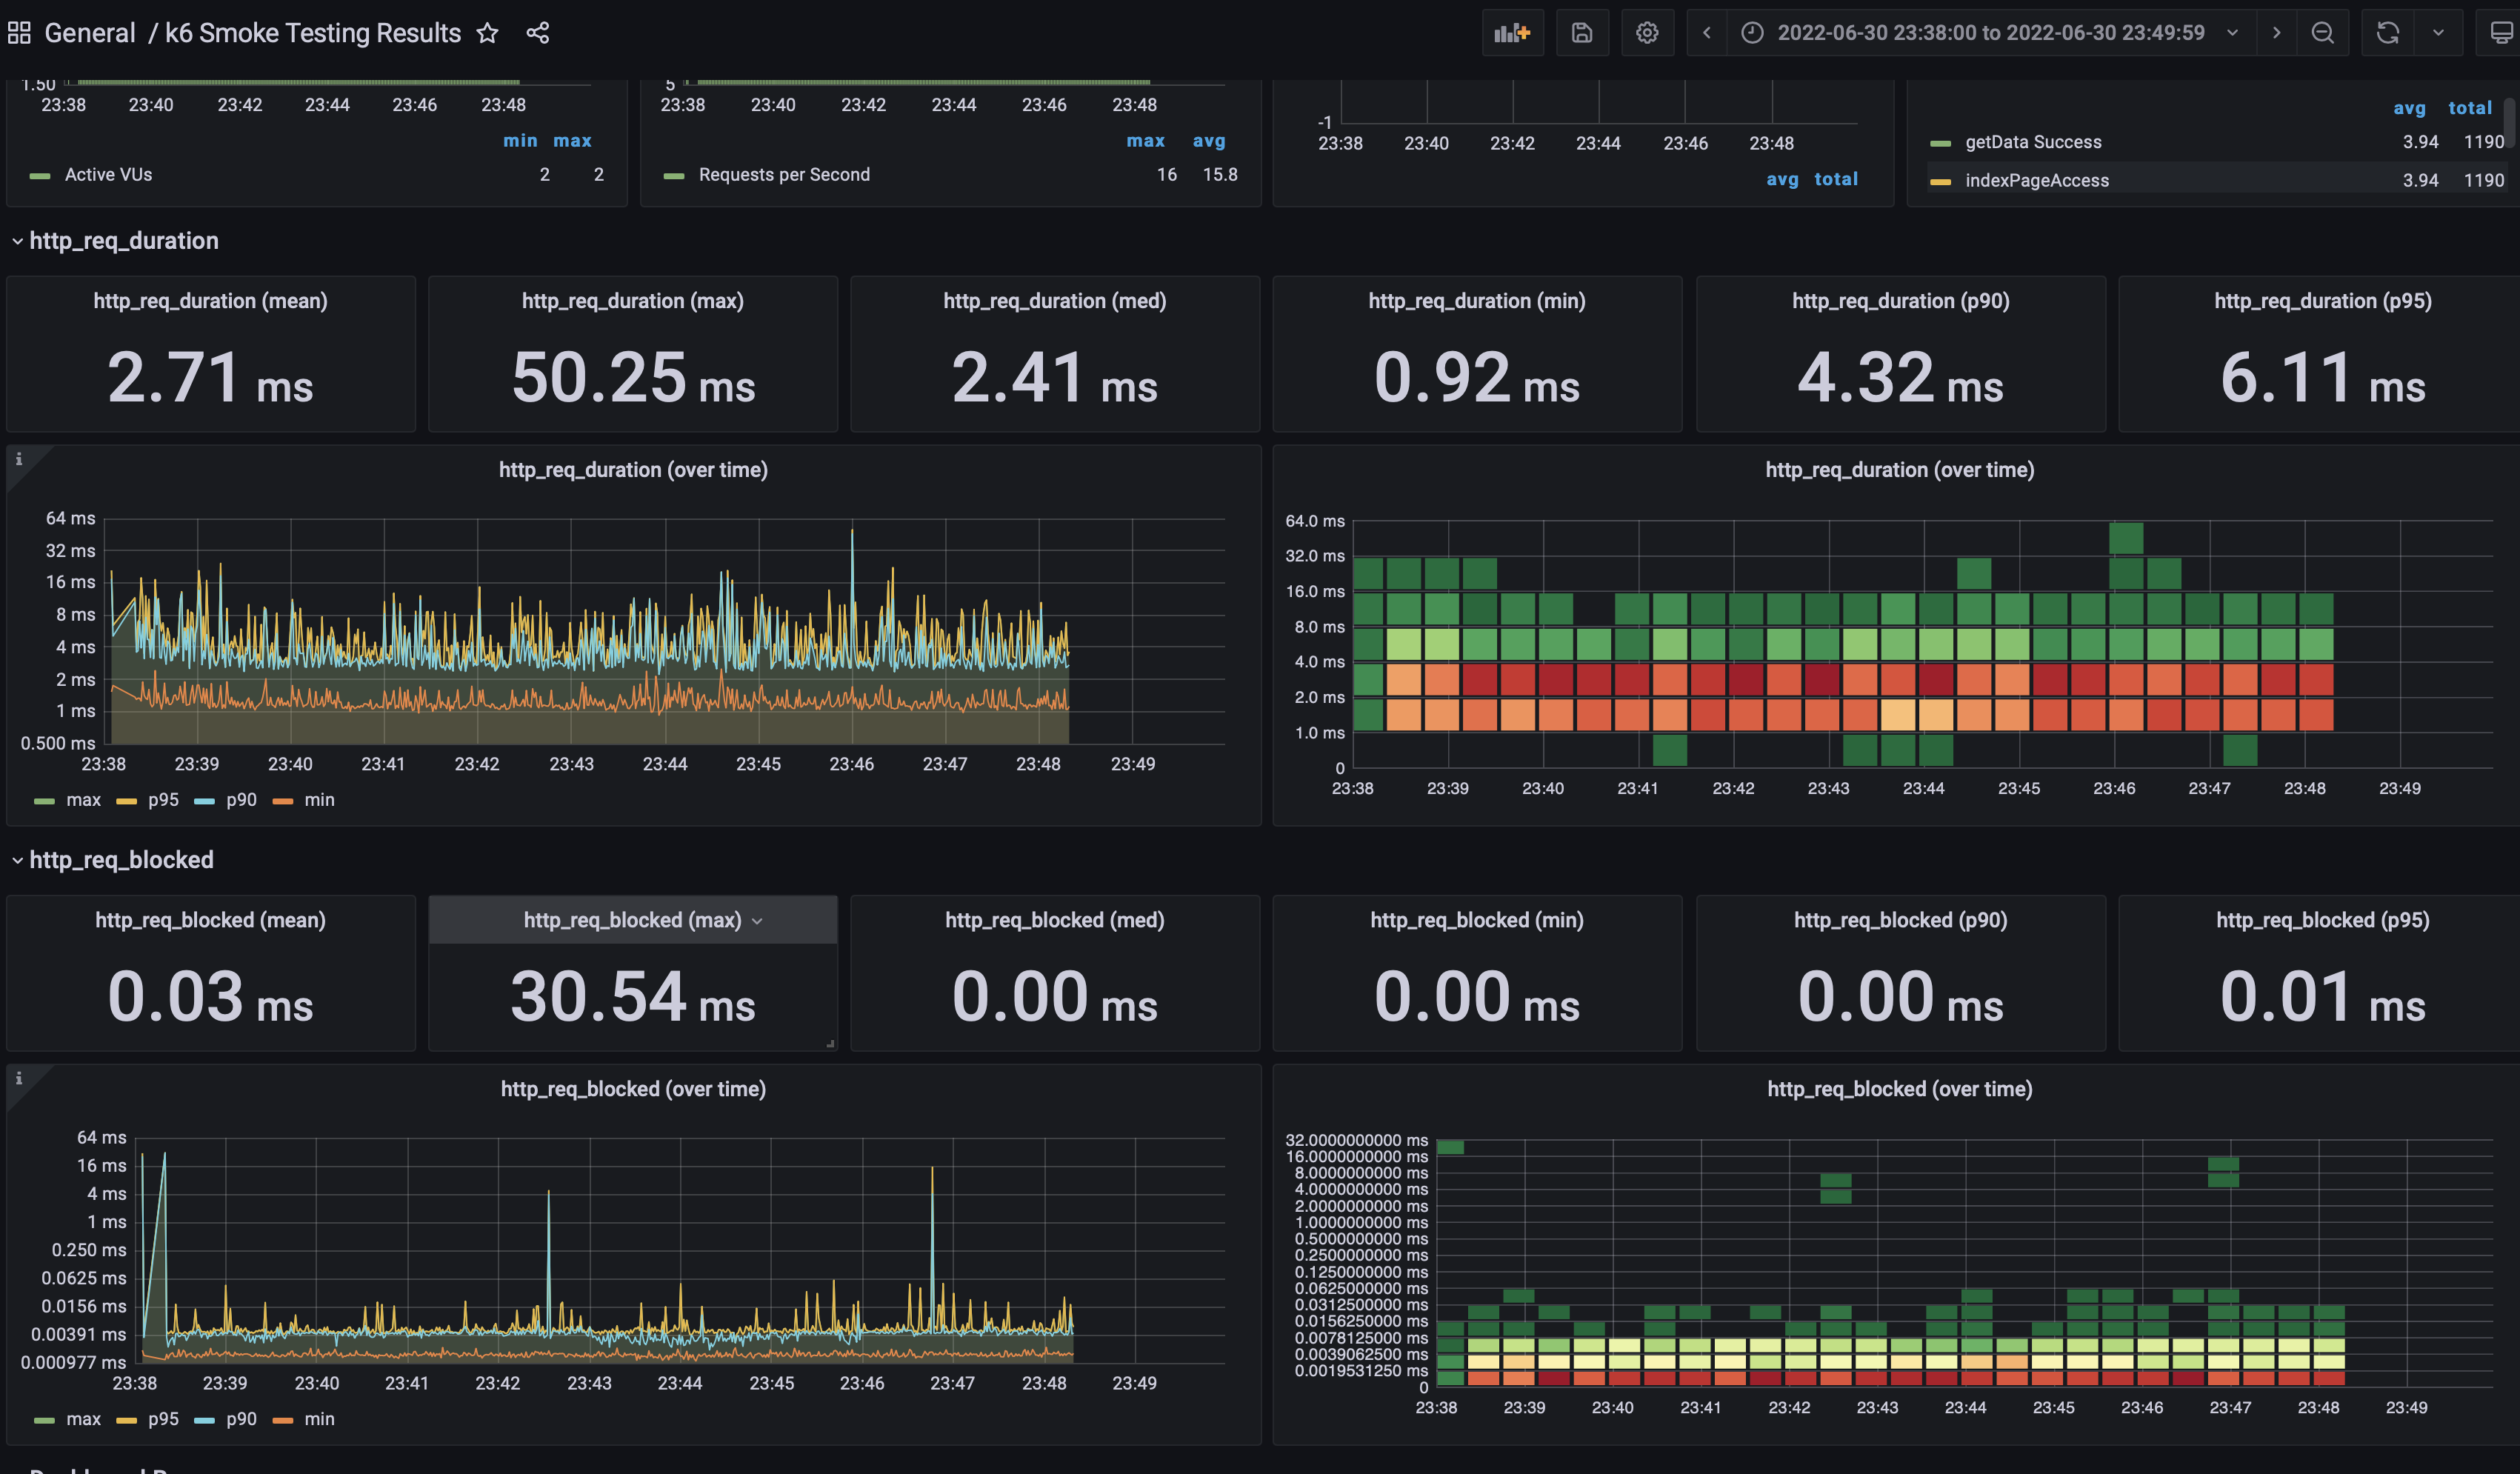 General / k6 Smoke Testing Results
2022-06-30 23:38:00 to 2022-06-30 23:49:59
1.50
23:38 23:40 23:42 23:44 23:46 23:48
min max
Active VUs 2 2
5
23:38 23:40 23:42 23:44 23:46 23:48
max avg
Requests per Second 16 15.8
-1
23:38 23:40 23:42 23:44 23:46 23:48
avg total
avg total
getData Success 3.94 1190
indexPageAccess 3.94 1190
http_req_duration
http_req_duration (mean)
2.71 ms
http_req_duration (max)
50.25 ms
http_req_duration (med)
2.41 ms
http_req_duration (min)
0.92 ms
http_req_duration (p90)
4.32 ms
http_req_duration (p95)
6.11 ms
i
http_req_duration (over time)
64 ms
32 ms
16 ms
8 ms
4 ms
2 ms
1 ms
0.500 ms
23:38 23:39 23:40 23:41 23:42 23:43 23:44 23:45 23:46 23:47 23:48 23:49
max p95 p90 min
http_req_duration (over time)
64.0 ms
32.0 ms
16.0 ms
8.0 ms
4.0 ms
2.0 ms
1.0 ms
0
23:38 23:39 23:40 23:41 23:42 23:43 23:44 23:45 23:46 23:47 23:48 23:49
http_req_blocked
http_req_blocked (mean)
0.03 ms
http_req_blocked (max)
30.54 ms
http_req_blocked (med)
0.00 ms
http_req_blocked (min)
0.00 ms
http_req_blocked (p90)
0.00 ms
http_req_blocked (p95)
0.01 ms
i
http_req_blocked (over time)
64 ms
16 ms
4 ms
1 ms
0.250 ms
0.0625 ms
0.0156 ms
0.00391 ms
0.000977 ms
23:38 23:39 23:40 23:41 23:42 23:43 23:44 23:45 23:46 23:47 23:48 23:49
max p95 p90 min
http_req_blocked (over time)
32.0000000000 ms
16.0000000000 ms
8.0000000000 ms
4.0000000000 ms
2.0000000000 ms
1.0000000000 ms
0.5000000000 ms
0.2500000000 ms
0.1250000000 ms
0.0625000000 ms
0.0312500000 ms
0.0156250000 ms
0.0078125000 ms
0.0039062500 ms
0.0019531250 ms
0
23:38 23:39 23:40 23:41 23:42 23:43 23:44 23:45 23:46 23:47 23:48 23:49